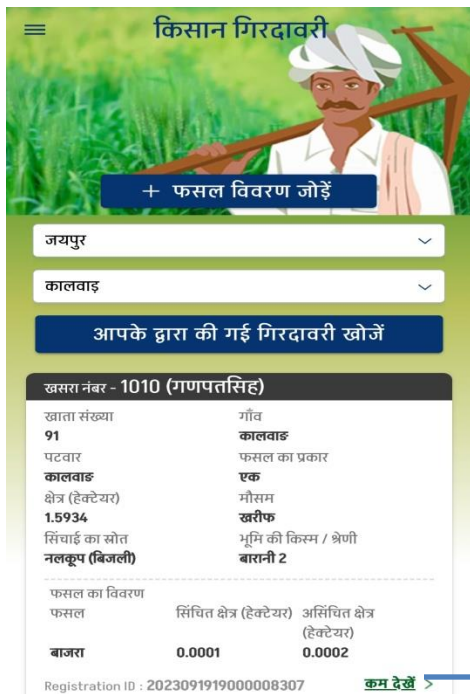 किसान गिरदावरी
+ फसल विवरण जोड़ें
जयपुर
कालवाड़
आपके द्वारा की गई गिरदावरी खोजें
खसरा नंबर - 1010 (गणपतसिह)
खाता संख्या गाँव
91 कालवाङ
पटवार फसल का प्रकार
कालवाङ एक
क्षेत्र (हेक्टेयर) मौसम
1.5934 खरीफ
सिंचाई का स्रोत भूमि की किस्म / श्रेणी
नलकूप (बिजली) बारानी 2
फसल का विवरण
फसल सिंचित क्षेत्र (हेक्टेयर) असिंचित क्षेत्र
(हेक्टेयर)
बाजरा 0.0001 0.0002
Registration ID : 2023091919000008307 कम देखें >